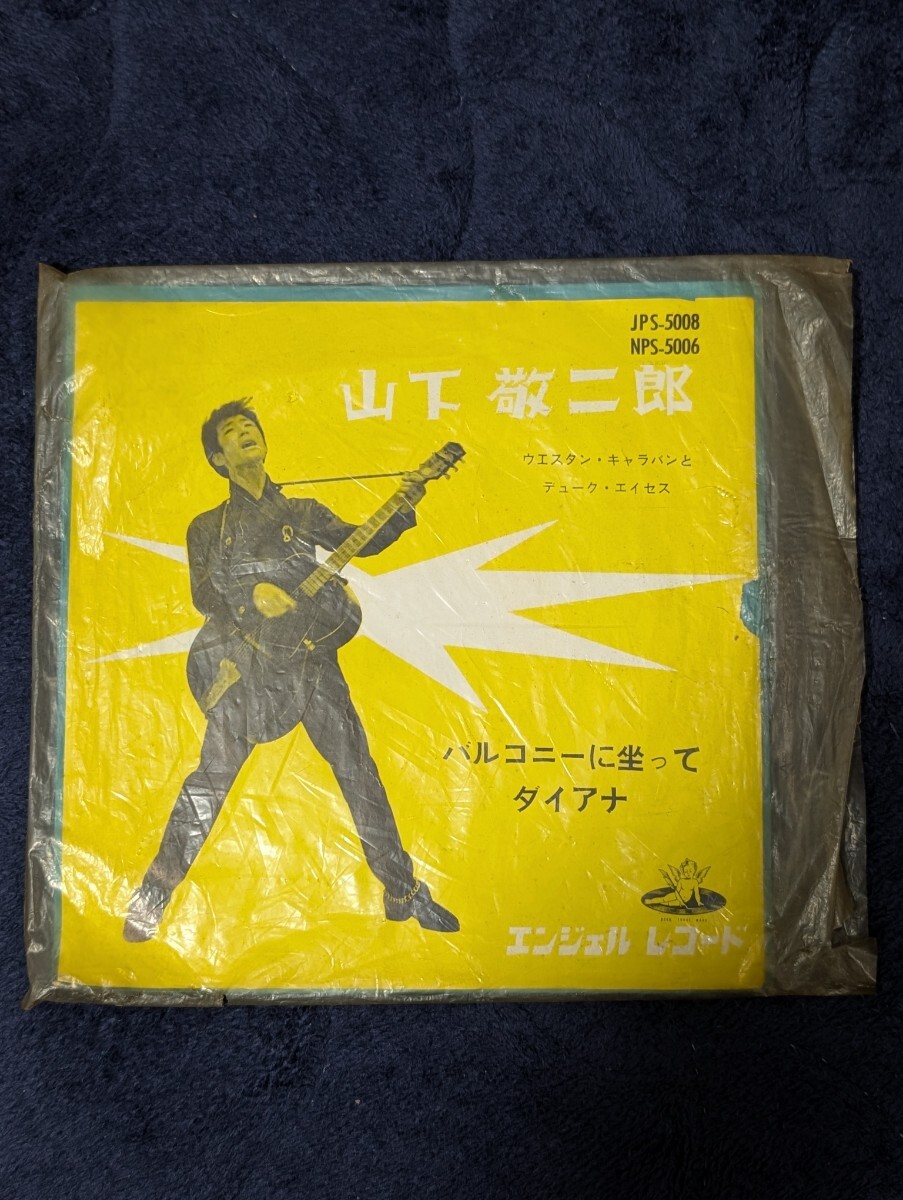 JPS-5008
NPS-5006
山下 敬二郎
ウエスタン・キャラバンと
デューク・エイセス
バルコニーに坐って
ダイアナ
エンジェル レコード